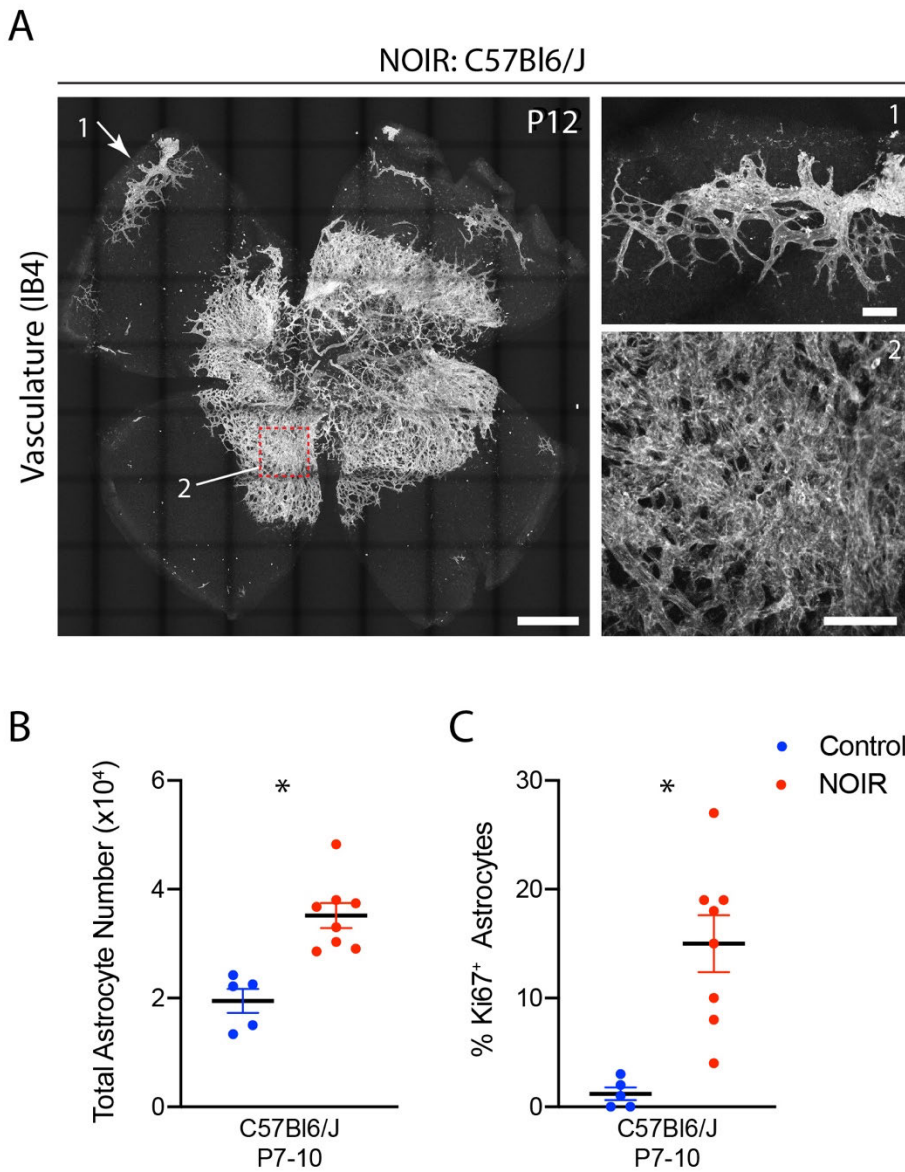 A
NOIR: C57Bl6/J
Vasculature (IB4)
1
P12
2
1
2
B
Total Astrocyte Number (x10⁴)
6
4
2
0
*
C57Bl6/J
P7-10
C
% Ki67⁺ Astrocytes
30
20
10
0
*
C57Bl6/J
P7-10
Control
NOIR